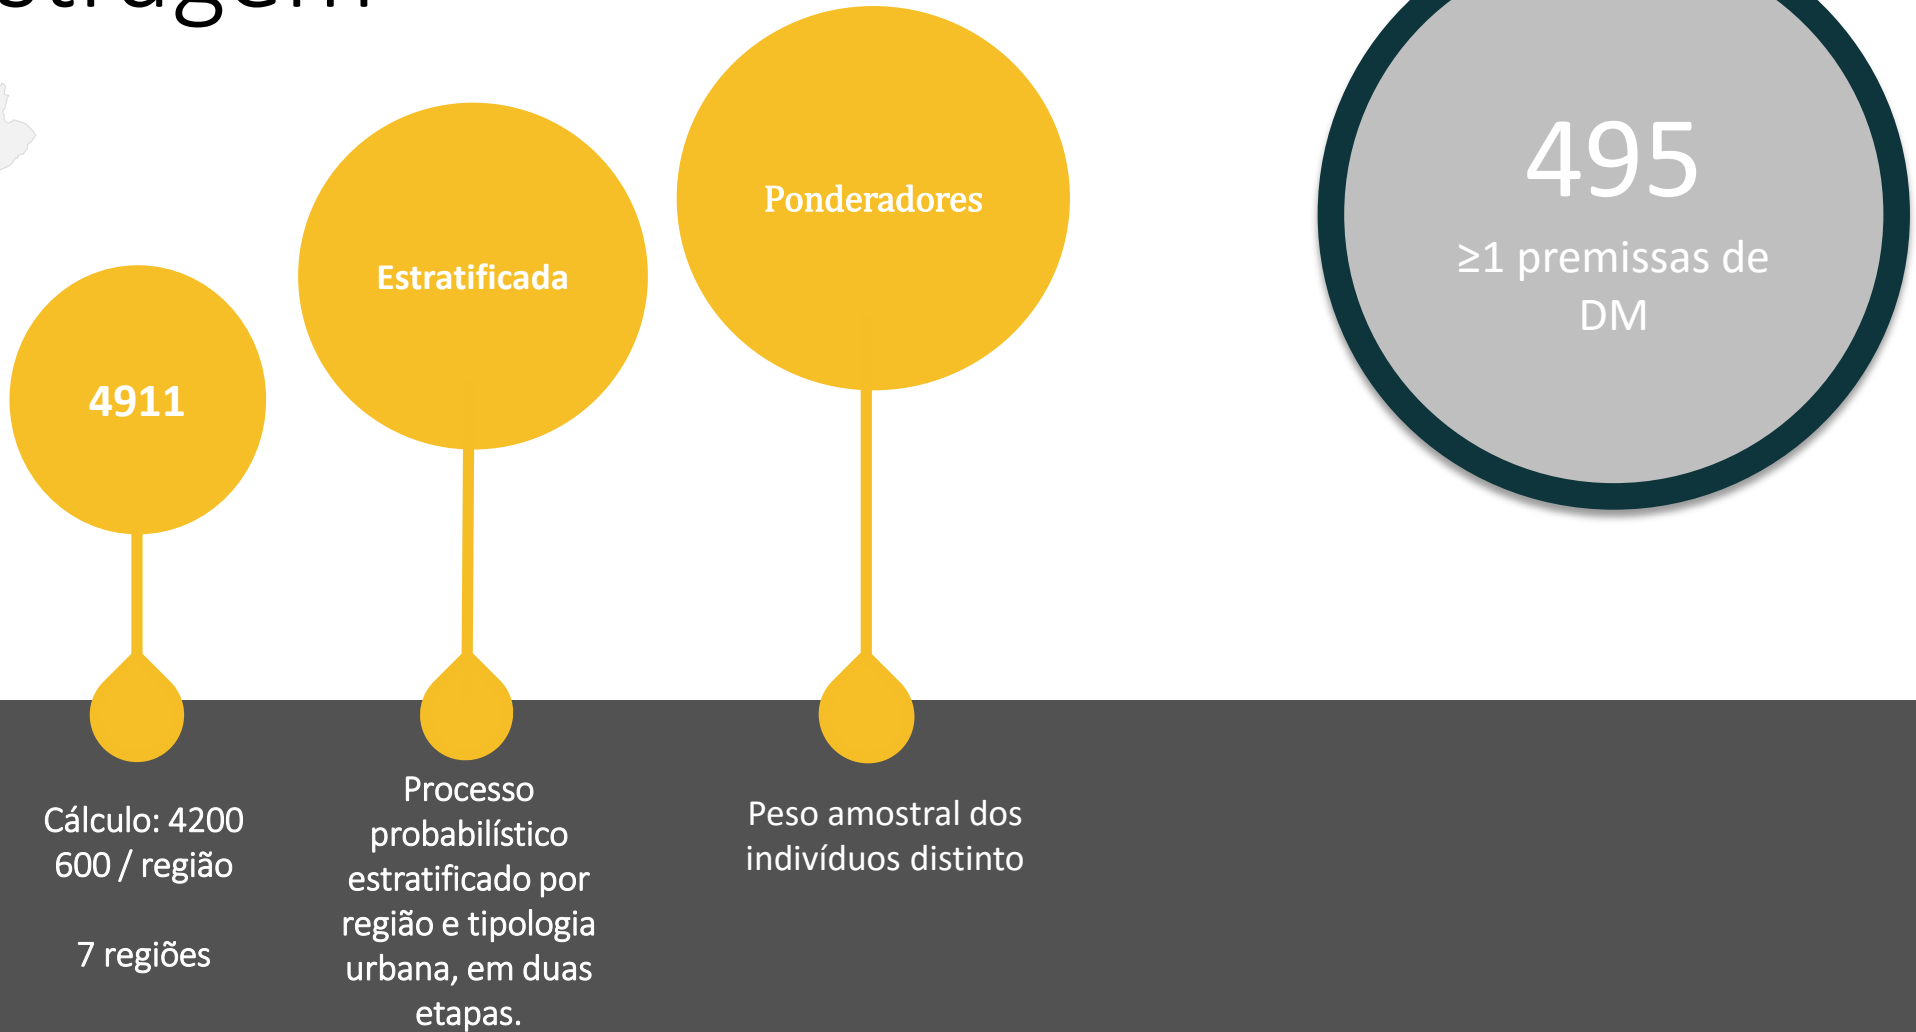 4911
Estratificada
Ponderadores
495
≥1 premissas de
DM
Cálculo: 4200
600 / região
7 regiões
Processo
probabilístico
estratificado por
região e tipologia
urbana, em duas
etapas.
Peso amostral dos
indivíduos distinto